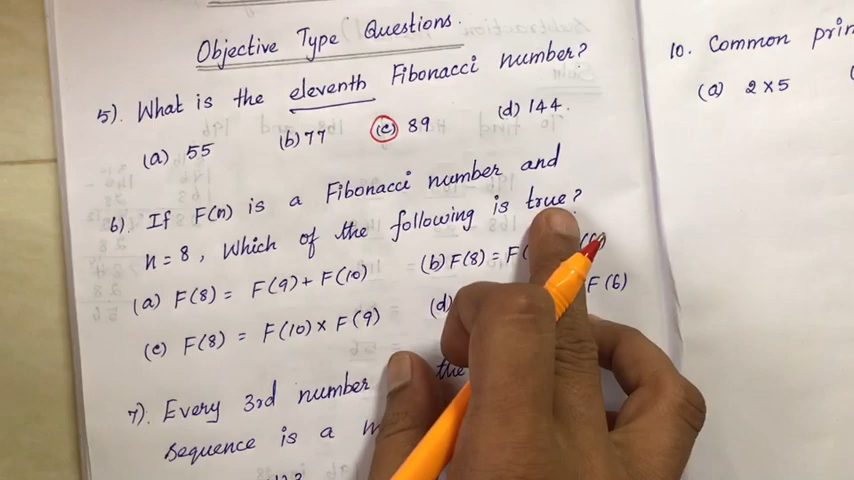 Objective Type Questions.
5). What is the eleventh Fibonacci number?
(a) 55 (b) 77 (c) 89 (d) 144.
6). If F(n) is a Fibonacci number and
n = 8, Which of the following is true?
(a) F(8) = F(9) + F(10) (b) F(8) = F(
(c) F(8) = F(10) × F(9) (d) F(6)
7). Every 3rd number the
sequence is a
10. Common prim
(a) 2 × 5